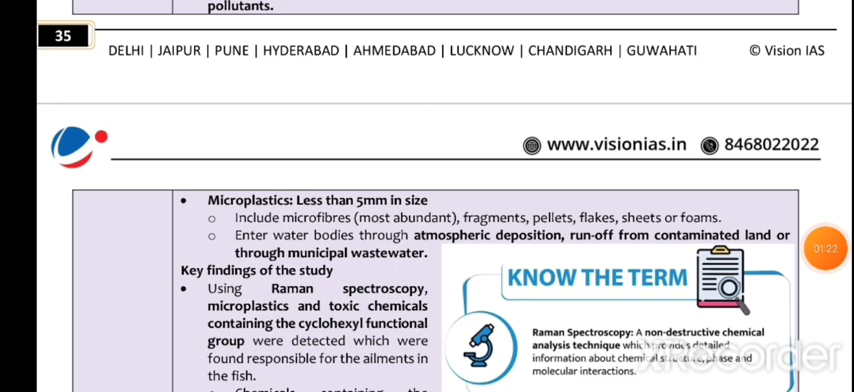 pollutants.
35
DELHI | JAIPUR | PUNE | HYDERABAD | AHMEDABAD | LUCKNOW | CHANDIGARH | GUWAHATI
© Vision IAS
www.visionias.in
8468022022
• Microplastics: Less than 5mm in size
o Include microfibres (most abundant), fragments, pellets, flakes, sheets or foams.
o Enter water bodies through atmospheric deposition, run-off from contaminated land or
through municipal wastewater.
01:22
Key findings of the study
• Using Raman spectroscopy,
microplastics and toxic chemicals
containing the cyclohexyl functional
group were detected which were
found responsible for the ailments in
the fish.
o Chemicals containing the
KNOW THE TERM
Raman Spectroscopy: A non-destructive chemical
analysis technique which provides detailed
information about chemical structure, phase and
molecular interactions.